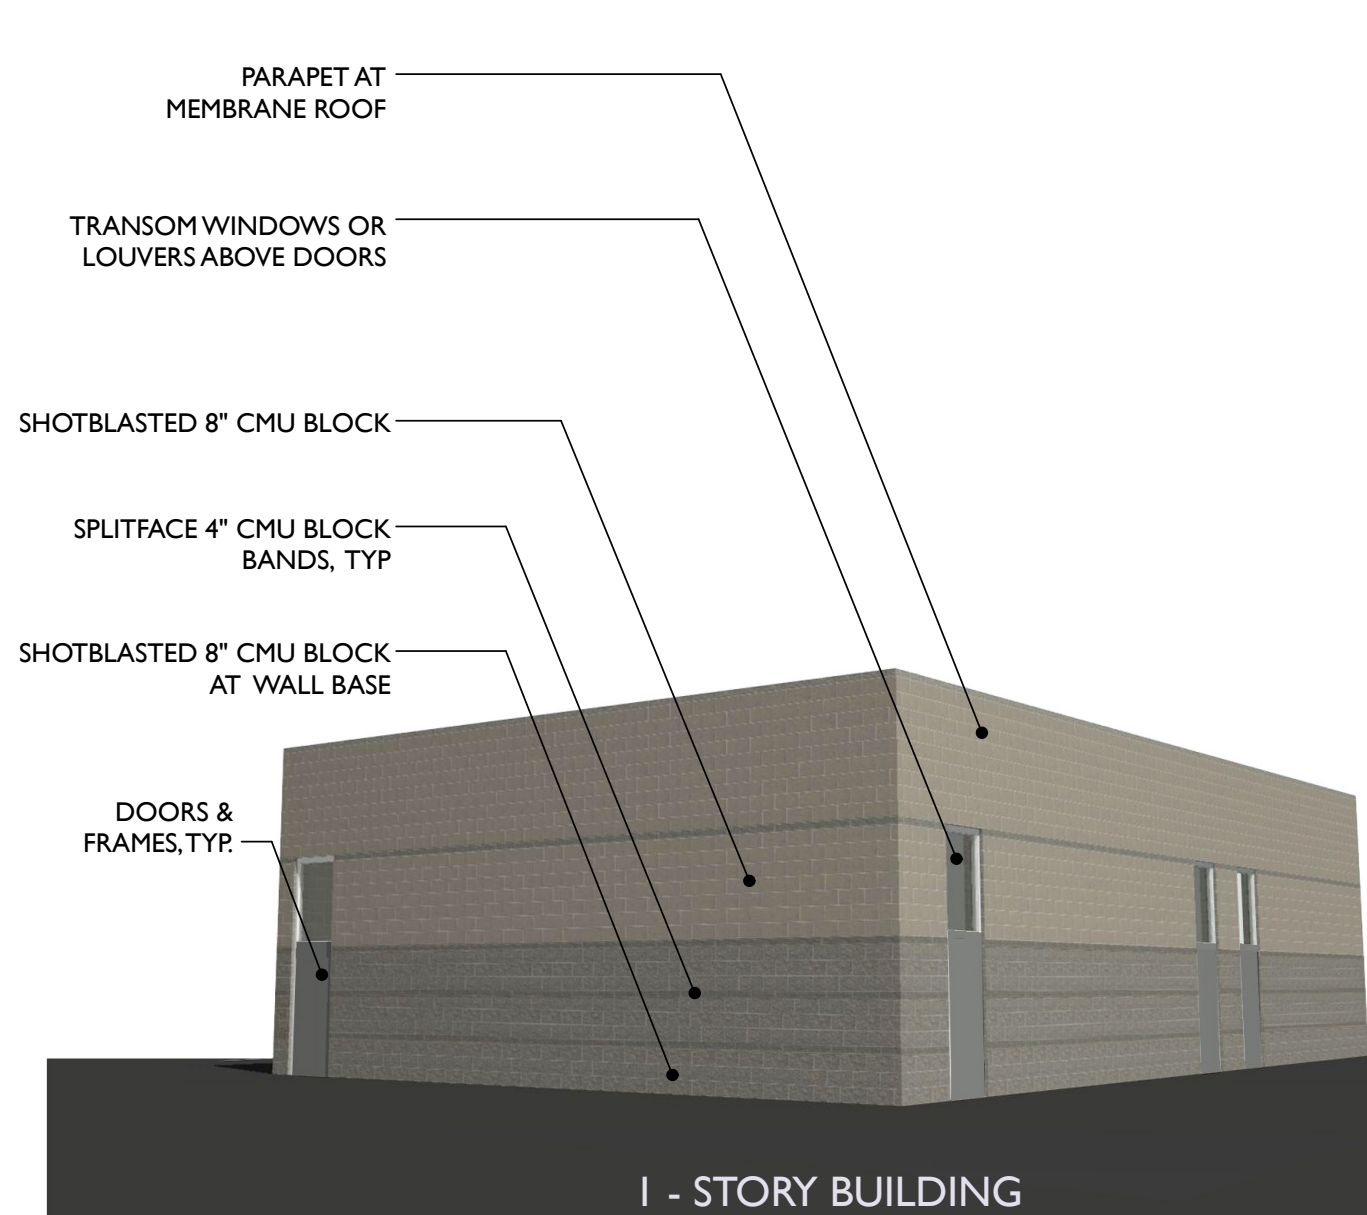 PARAPET AT
MEMBRANE ROOF
TRANSOM WINDOWS OR
LOUVERS ABOVE DOORS
SHOTBLASTED 8" CMU BLOCK
SPLITFACE 4" CMU BLOCK
BANDS, TYP
SHOTBLASTED 8" CMU BLOCK
AT WALL BASE
DOORS &
FRAMES, TYP.
1 - STORY BUILDING